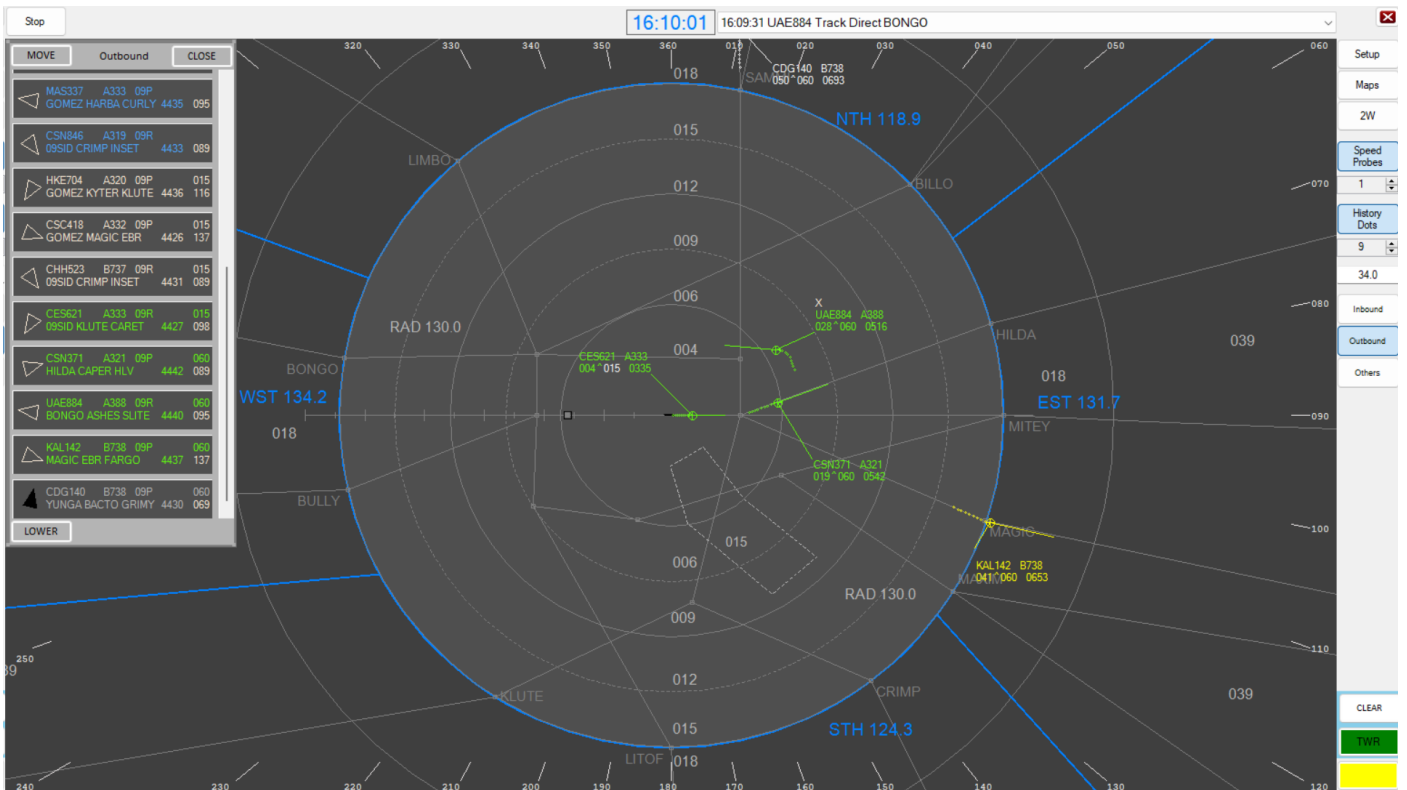 Stop
16:10:01
16:09:31 UAE884 Track Direct BONGO
MOVE Outbound CLOSE
MAS337 A333 09P
GOMEZ HARBA CURLY 4435 095
CSN846 A319 09R
09SID CRIMP INSET 4433 089
HKE704 A320 09P 015
GOMEZ KYTER KLUTE 4436 116
CSC418 A332 09P 015
GOMEZ MAGIC EBR 4426 137
CHH523 B737 09R 015
09SID CRIMP INSET 4431 089
CES621 A333 09R 015
09SID KLUTE CARET 4427 098
CSN371 A321 09P 060
HILDA CAPER HLV 4442 089
UAE884 A388 09R 060
BONGO ASHES SLITE 4440 095
KAL142 B738 09P 060
MAGIC EBR FARGO 4437 137
CDG140 B738 09P 060
YUNGA BACTO GRIMY 4430 069
LOWER
320 330 340 350 360 010 020 030 040 050 060
CDG140 B738
050^060 0693
018
NTH 118.9
015
LIMBO
012
BILLO
070
009
006
X
UAE884 A388
028^060 0516
080
RAD 130.0
HILDA
039
004
CES621 A333
004^015 0335
BONGO
018
WST 134.2
EST 131.7
018
090
MITEY
CSN371 A321
019^060 0542
BULLY
100
MAGIC
015
006
KAL142 B738
041^060 0653
RAD 130.0
009
110
250
012
KLUTE
CRIMP
039
015
STH 124.3
LITOF
018
240 230 220 210 200 190 180 170 160 150 140 130 120
Setup
Maps
2W
Speed
Probes
1
History
Dots
9
34.0
Inbound
Outbound
Others
CLEAR
TWR